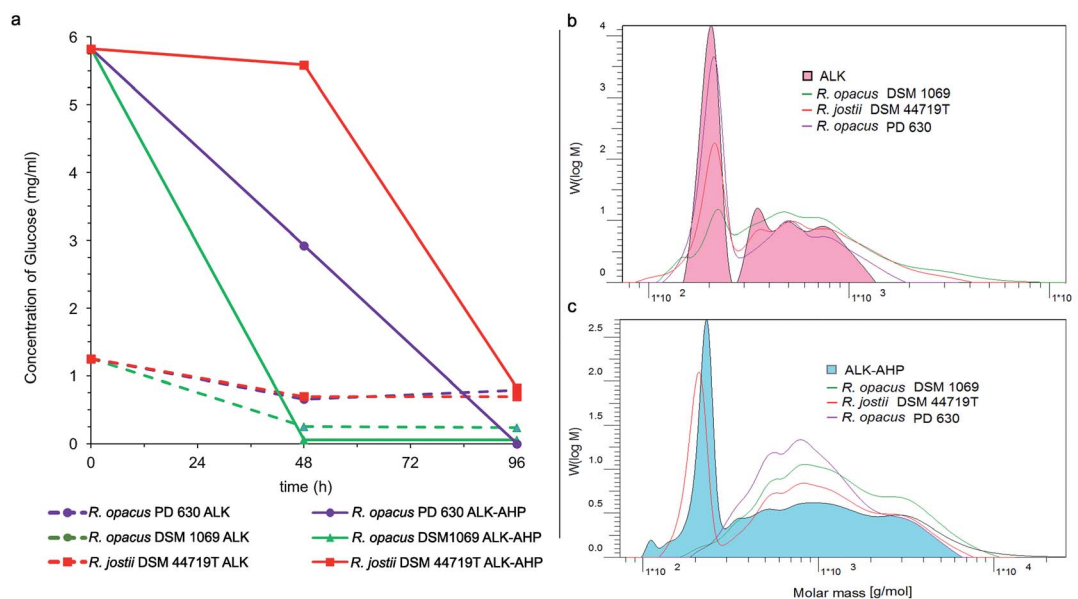 a
6
5
4
3
2
1
0
Concentration of Glucose (mg/ml)
0 24 48 72 96
time (h)
R. opacus PD 630 ALK
R. opacus PD 630 ALK-AHP
R. opacus DSM 1069 ALK
R. opacus DSM1069 ALK-AHP
R. jostii DSM 44719T ALK
R. jostii DSM 44719T ALK-AHP
b
4
3
2
1
0
W(log M)
ALK
R. opacus DSM 1069
R. jostii DSM 44719T
R. opacus PD 630
1*10 2 1*10 3 1*10
c
2.5
2.0
1.5
1.0
0.5
0.0
W(log M)
ALK-AHP
R. opacus DSM 1069
R. jostii DSM 44719T
R. opacus PD 630
1*10 2 1*10 3 1*10 4
Molar mass [g/mol]